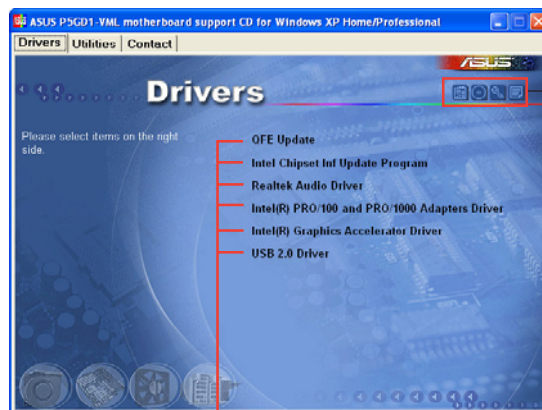 ASUS P5GD1-VML motherboard support CD for Windows XP Home/Professional
Drivers Utilities Contact
/SUS
Drivers
Please select items on the right
side.
QFE Update
Intel Chipset Inf Update Program
Realtek Audio Driver
Intel(R) PRO/100 and PRO/1000 Adapters Driver
Intel(R) Graphics Accelerator Driver
USB 2.0 Driver